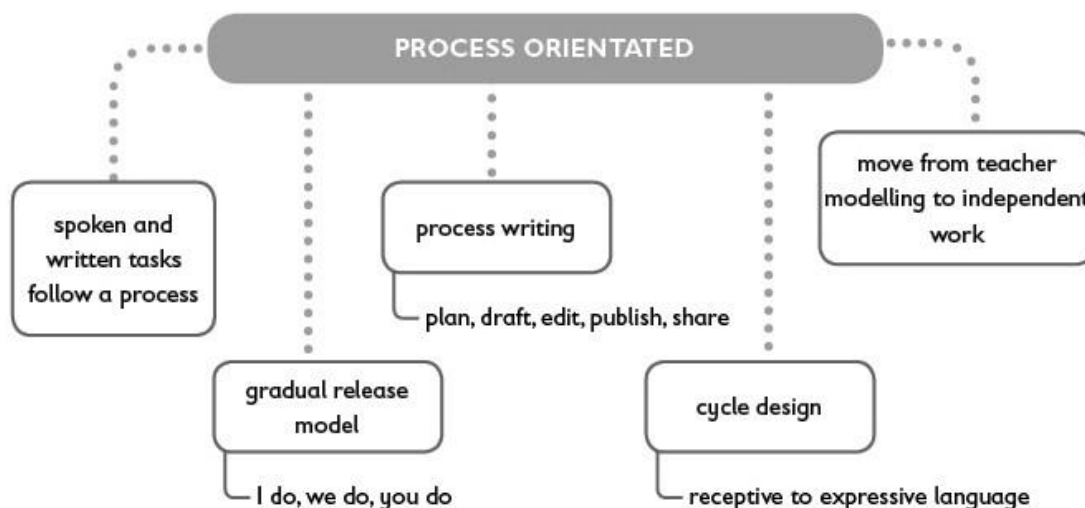 PROCESS ORIENTATED
spoken and
written tasks
follow a process
gradual release
model
I do, we do, you do
process writing
plan, draft, edit, publish, share
cycle design
receptive to expressive language
move from teacher
modelling to independent
work